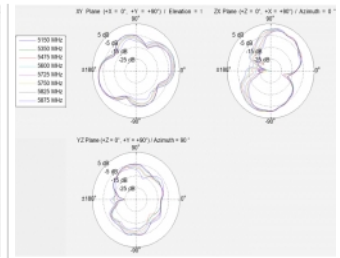 XY Plane (+X = 0°, +Y = +90°) / Elevation =
ZX Plane (+Z = 0°, +X = +90°) / Azimuth = 0 °
90°
90°
5150 MHz
5350 MHz
5475 MHz
5600 MHz
5725 MHz
5750 MHz
5825 MHz
5875 MHz
5 dB
-5 dB
-15 dB
-25 dB
±180°
0°
-90°
5 dB
-5 dB
-15 dB
-25 dB
±180°
0°
-90°
YZ Plane (+Z = 0°, +Y = +90°) / Azimuth = 90 °
90°
5 dB
-5 dB
-15 dB
-25 dB
±180°
0°
-90°